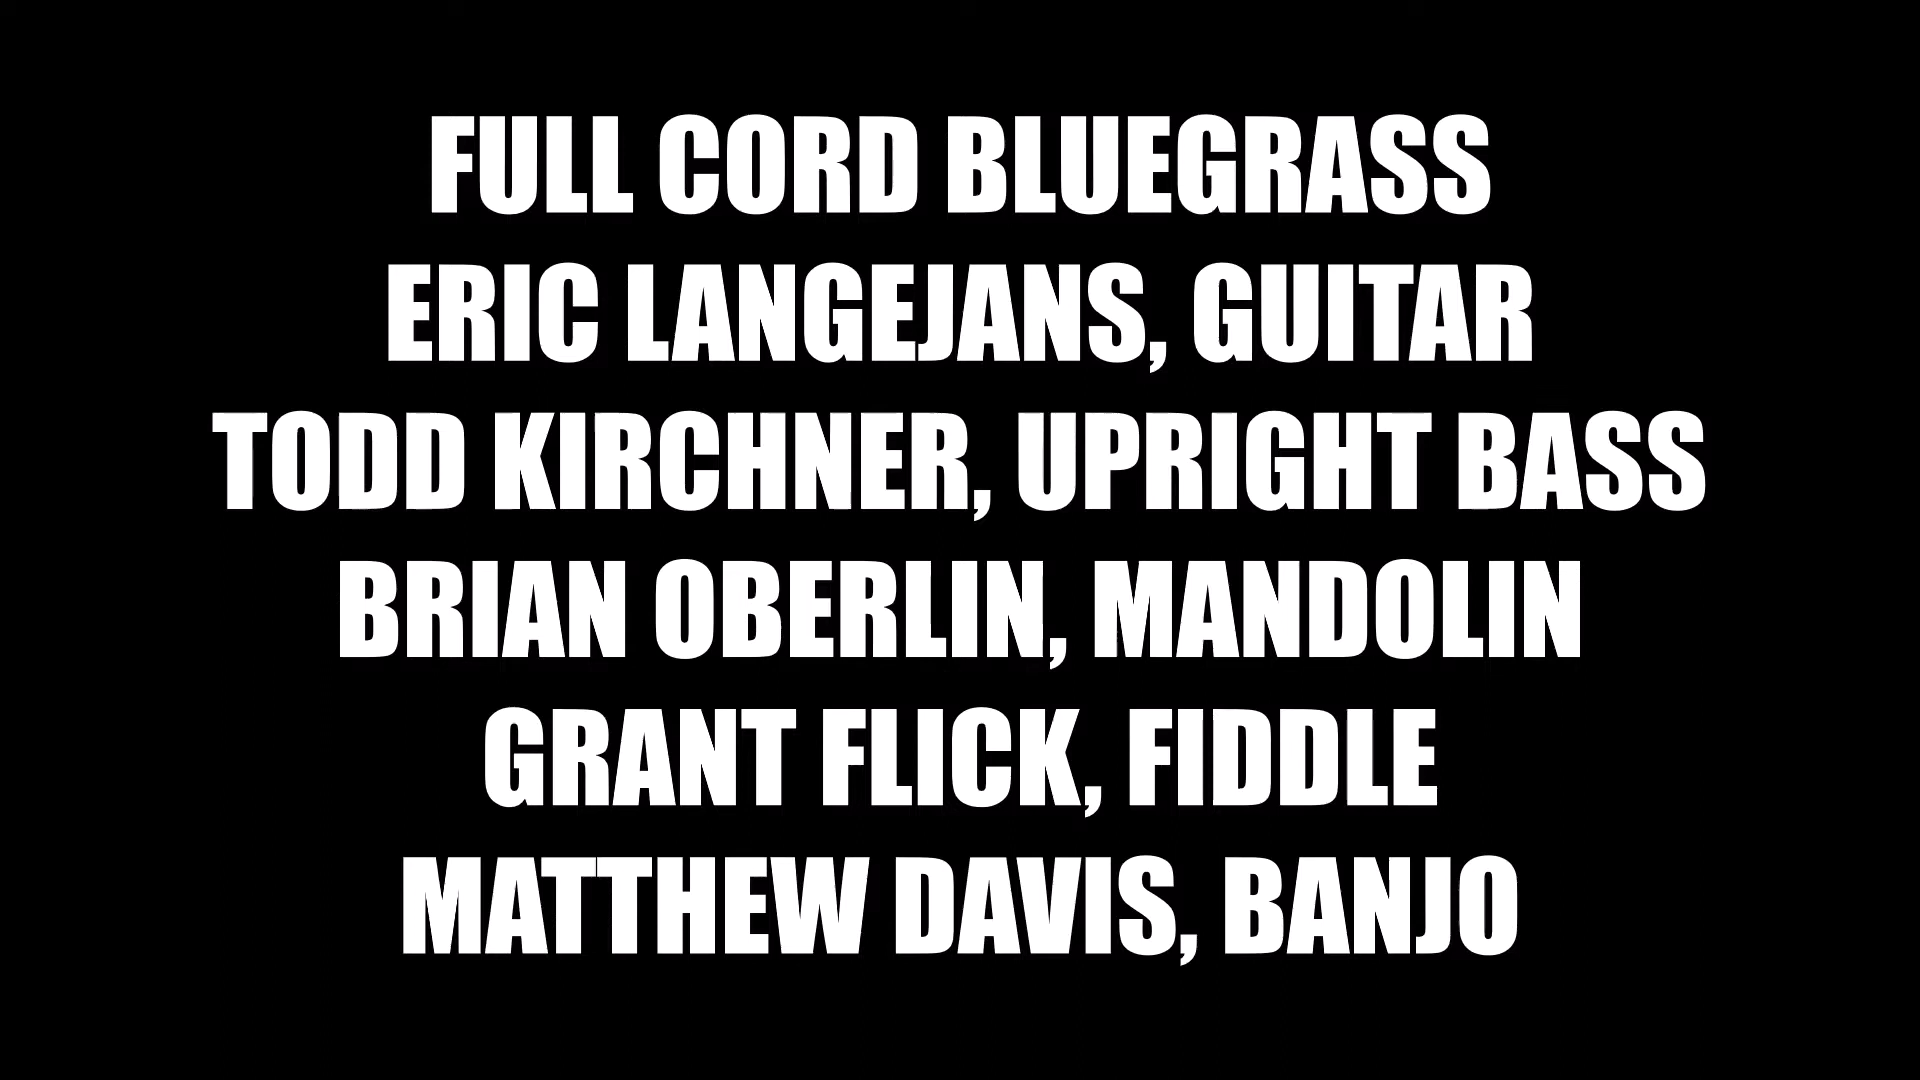 FULL CORD BLUEGRASS
ERIC LANGEJANS, GUITAR
TODD KIRCHNER, UPRIGHT BASS
BRIAN OBERLIN, MANDOLIN
GRANT FLICK, FIDDLE
MATTHEW DAVIS, BANJO